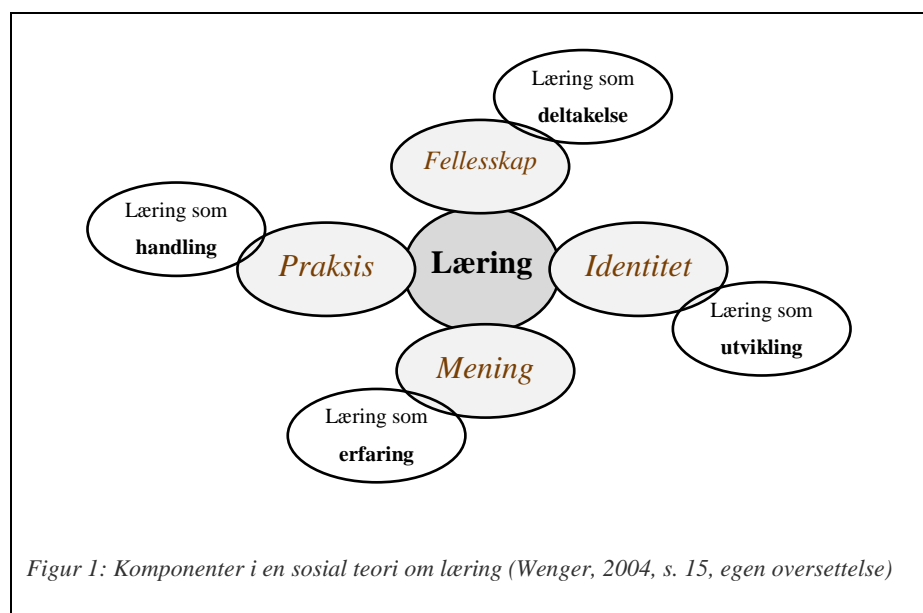 Læring som
deltakelse
Fellesskap
Læring som
handling
Praksis
Læring
Identitet
Læring som
utvikling
Mening
Læring som
erfaring
Figur 1: Komponenter i en sosial teori om læring (Wenger, 2004, s. 15, egen oversettelse)